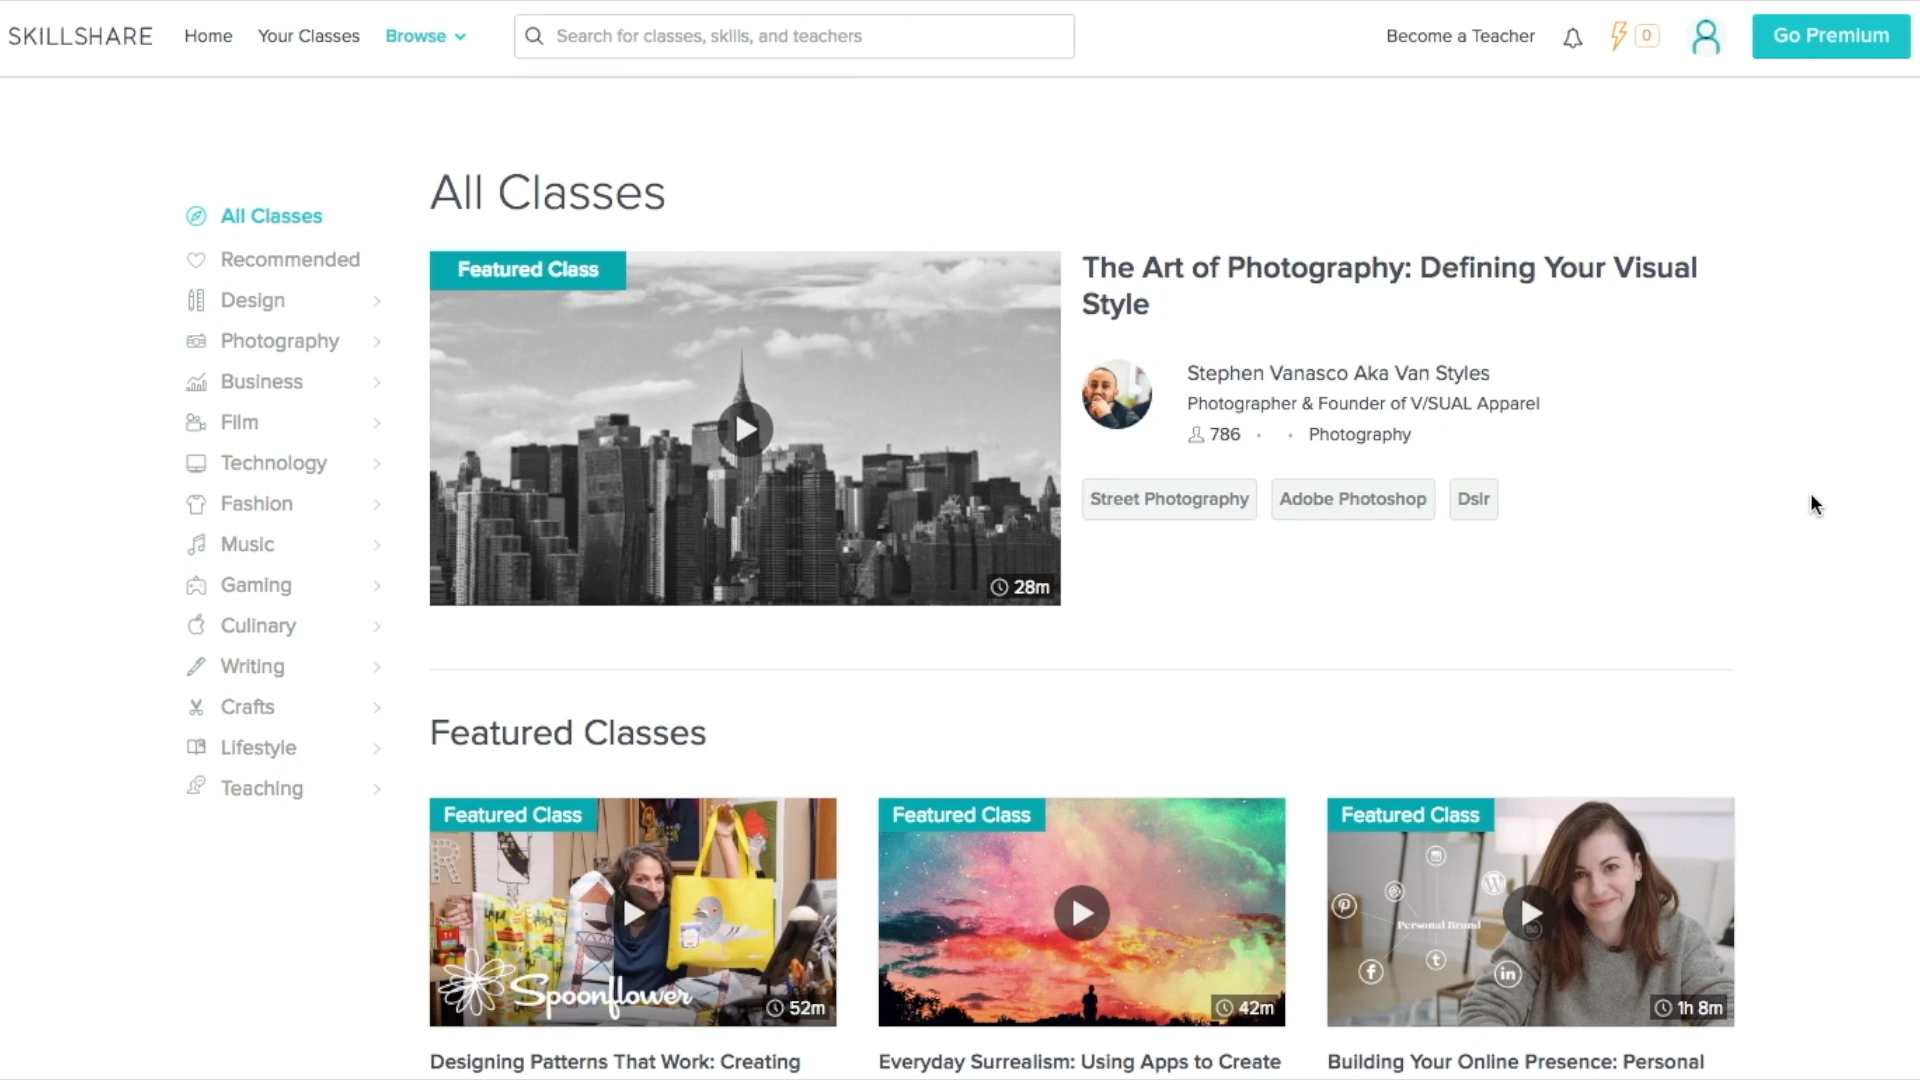 SKILLSHARE
Home
Your Classes
Browse
Search for classes, skills, and teachers
Become a Teacher
0
Go Premium
All Classes
Recommended
Design
Photography
Business
Film
Technology
Fashion
Music
Gaming
Culinary
Writing
Crafts
Lifestyle
Teaching
All Classes
Featured Class
28m
The Art of Photography: Defining Your Visual
Style
Stephen Vanasco Aka Van Styles
Photographer & Founder of V/SUAL Apparel
786 · · Photography
Street Photography
Adobe Photoshop
Dslr
Featured Classes
Featured Class
R
Spoonflower
52m
Designing Patterns That Work: Creating
Featured Class
42m
Everyday Surrealism: Using Apps to Create
Featured Class
Personal Brand
Bē
1h 8m
Building Your Online Presence: Personal